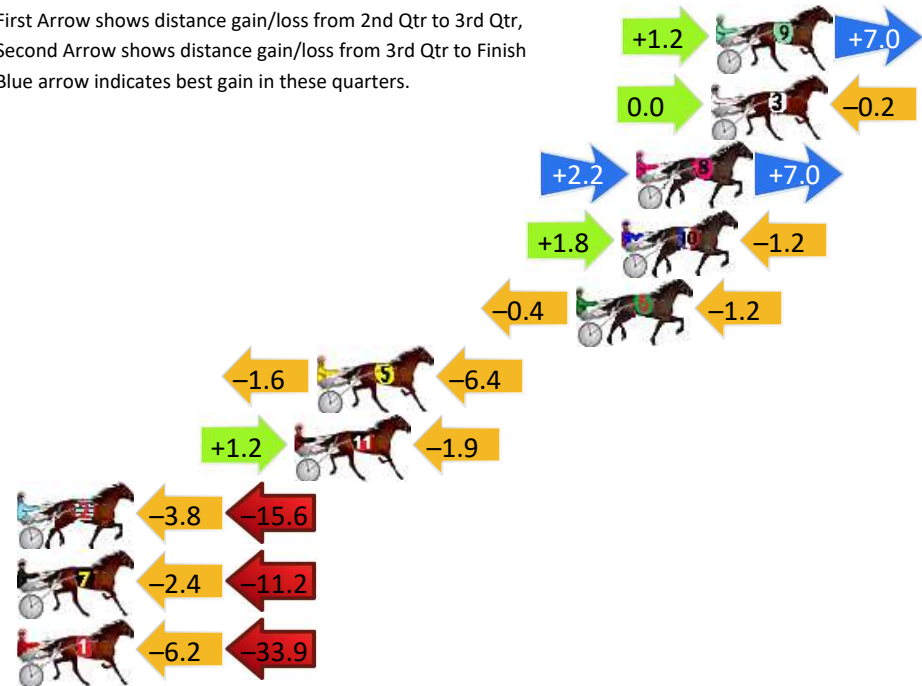 First Arrow shows distance gain/loss from 2nd Qtr to 3rd Qtr,
Second Arrow shows distance gain/loss from 3rd Qtr to Finish
Blue arrow indicates best gain in these quarters.
+1.2 9 +7.0
0.0 3 –0.2
+2.2 8 +7.0
+1.8 10 –1.2
–0.4 –1.2
–1.6 5 –6.4
+1.2 11 –1.9
2 –3.8 –15.6
7 –2.4 –11.2
1 –6.2 –33.9